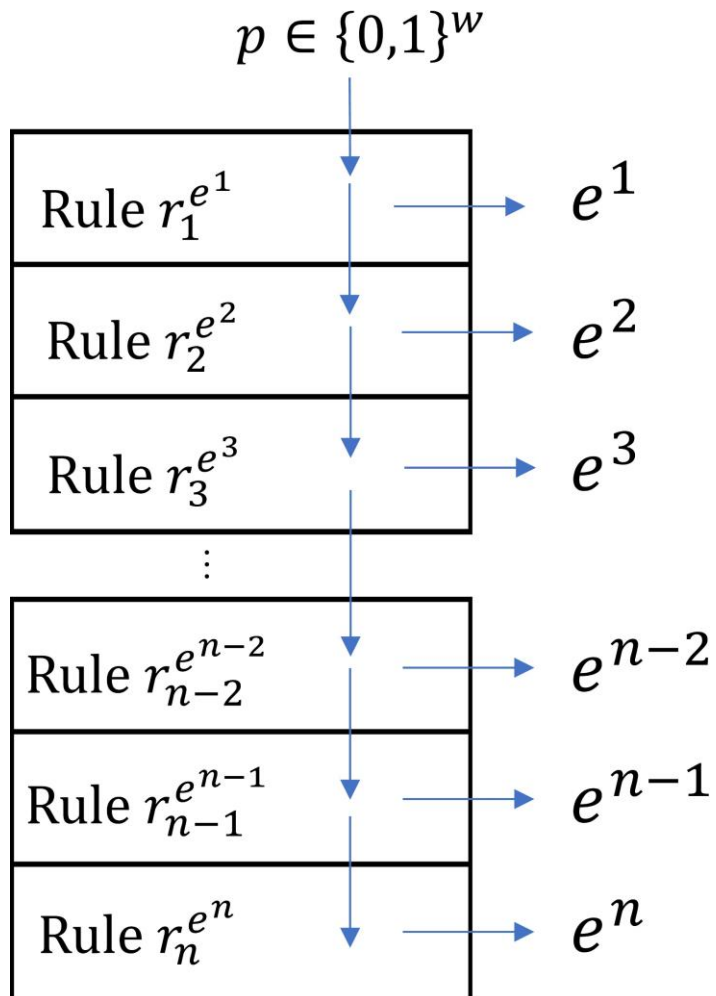 p ∈ {0,1}^w
Rule r_1^{e^1} e^1
Rule r_2^{e^2} e^2
Rule r_3^{e^3} e^3
⋮
Rule r_{n-2}^{e^{n-2}} e^{n-2}
Rule r_{n-1}^{e^{n-1}} e^{n-1}
Rule r_n^{e^n} e^n